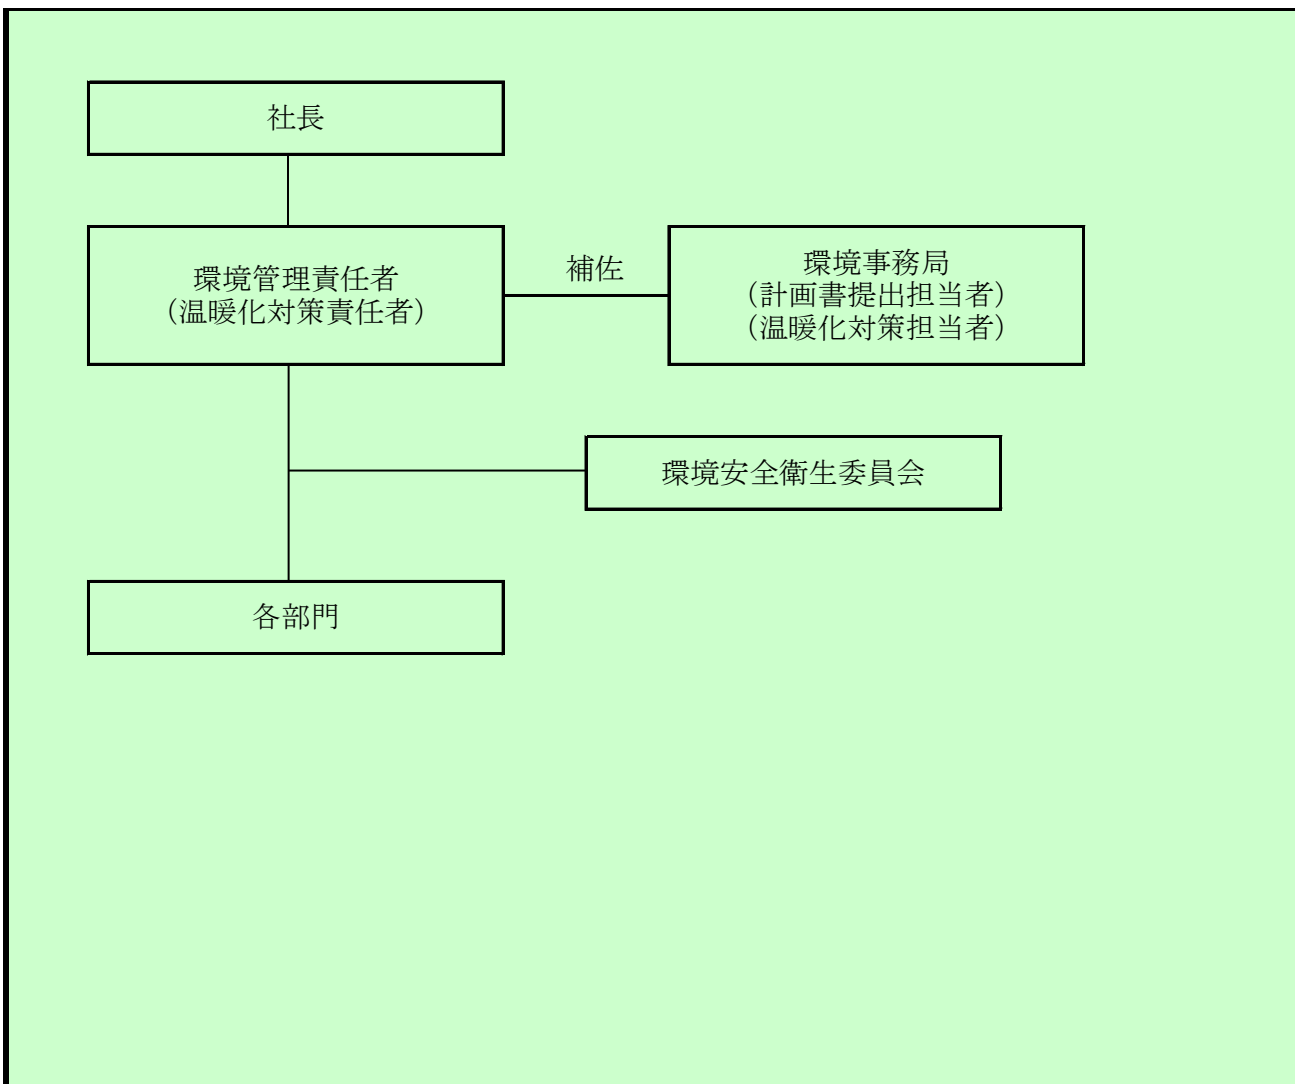 社長
環境管理責任者
（温暖化対策責任者）
補佐
環境事務局
（計画書提出担当者）
（温暖化対策担当者）
環境安全衛生委員会
各部門